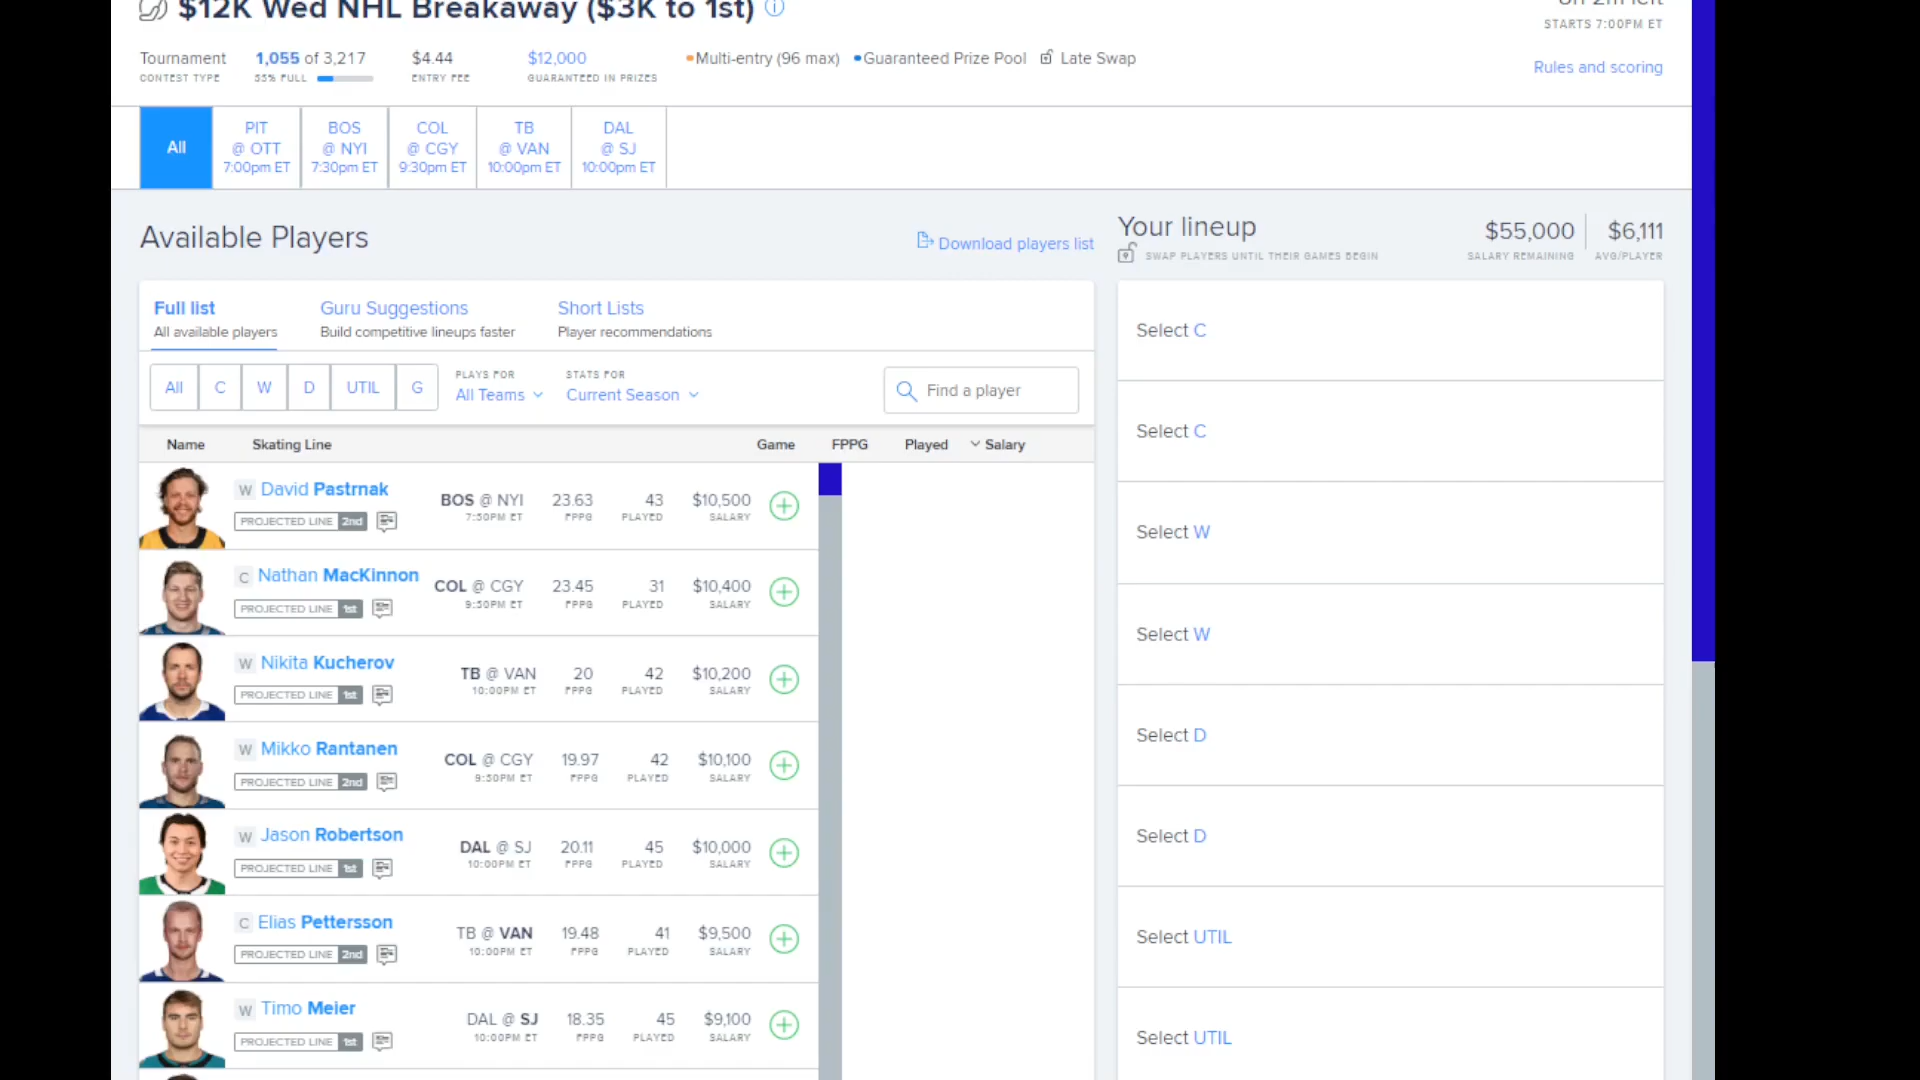 $12K Wed NHL Breakaway ($3K to 1st)
STARTS 7:00PM ET
Tournament
CONTEST TYPE
1,055 of 3,217
33% FULL
$4.44
ENTRY FEE
$12,000
GUARANTEED IN PRIZES
Multi-entry (96 max)
Guaranteed Prize Pool
Late Swap
Rules and scoring
All
PIT
@ OTT
7:00pm ET
BOS
@ NYI
7:30pm ET
COL
@ CGY
9:30pm ET
TB
@ VAN
10:00pm ET
DAL
@ SJ
10:00pm ET
Available Players
Download players list
Your lineup
SWAP PLAYERS UNTIL THEIR GAMES BEGIN
$55,000
SALARY REMAINING
$6,111
AVG/PLAYER
Full list
All available players
Guru Suggestions
Build competitive lineups faster
Short Lists
Player recommendations
All C W D UTIL G
PLAYS FOR
All Teams
STATS FOR
Current Season
Find a player
Name Skating Line Game FPPG Played Salary
W David Pastrnak
PROJECTED LINE 2nd
BOS @ NYI 23.63 43 $10,500
7:30PM ET FPPG PLAYED SALARY
C Nathan MacKinnon
PROJECTED LINE 1st
COL @ CGY 23.45 31 $10,400
9:30PM ET FPPG PLAYED SALARY
W Nikita Kucherov
PROJECTED LINE 1st
TB @ VAN 20 42 $10,200
10:00PM ET FPPG PLAYED SALARY
W Mikko Rantanen
PROJECTED LINE 2nd
COL @ CGY 19.97 42 $10,100
9:30PM ET FPPG PLAYED SALARY
W Jason Robertson
PROJECTED LINE 1st
DAL @ SJ 20.11 45 $10,000
10:00PM ET FPPG PLAYED SALARY
C Elias Pettersson
PROJECTED LINE 2nd
TB @ VAN 19.48 41 $9,500
10:00PM ET FPPG PLAYED SALARY
W Timo Meier
PROJECTED LINE 1st
DAL @ SJ 18.35 45 $9,100
10:00PM ET FPPG PLAYED SALARY
Select C
Select C
Select W
Select W
Select D
Select D
Select UTIL
Select UTIL